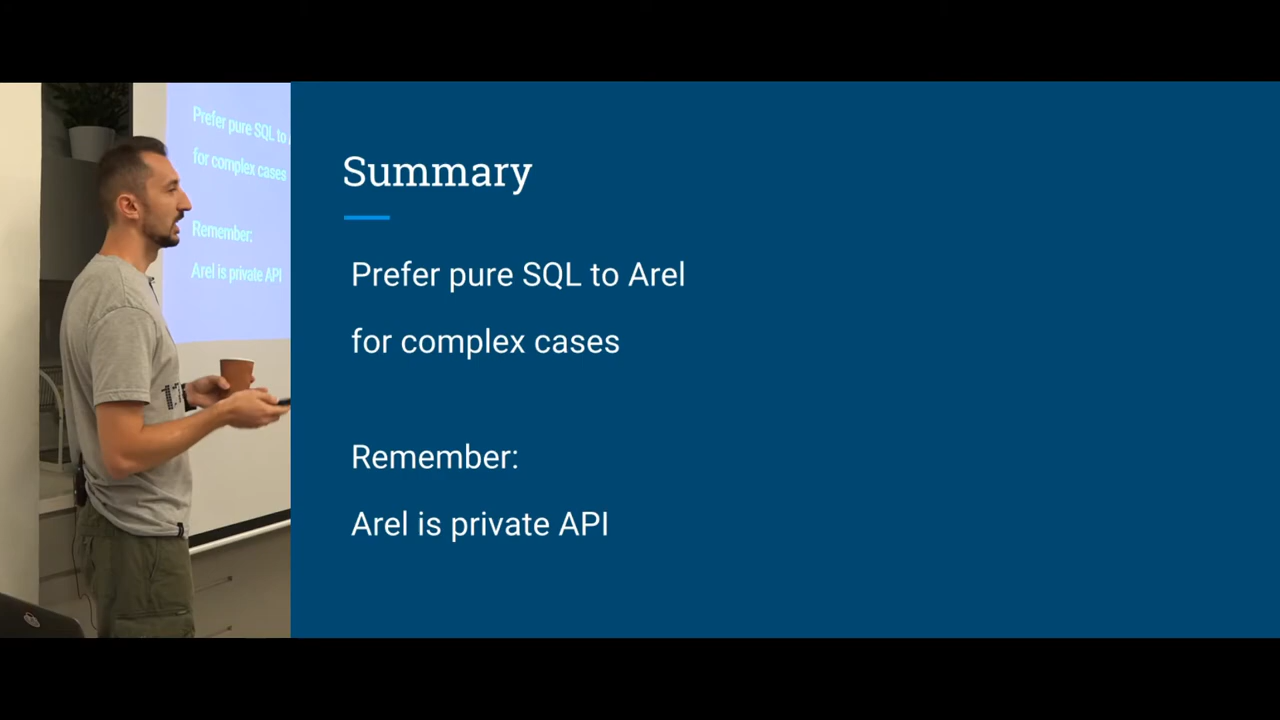 Prefer pure SQL to
for complex cases
Remember:
Arel is private API
Summary
Prefer pure SQL to Arel
for complex cases
Remember:
Arel is private API